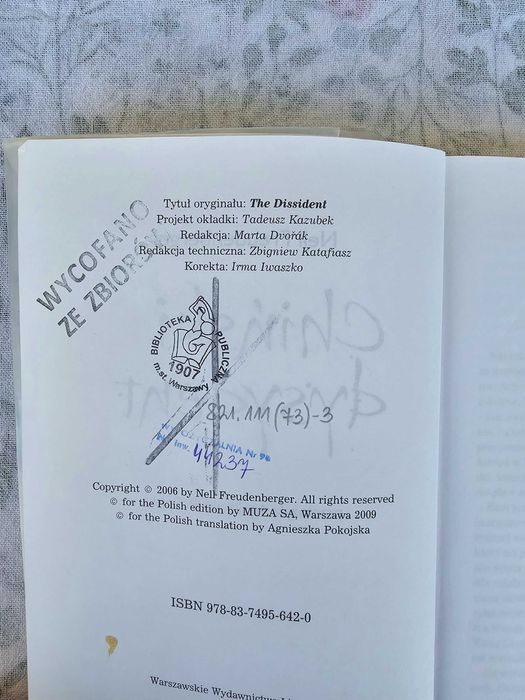 Tytuł oryginału: The Dissident
Projekt okładki: Tadeusz Kazubek
Redakcja: Marta Dvořák
Redakcja techniczna: Zbigniew Katafiasz
Korekta: Irma Iwaszko
WYCOFANO
ZE ZBIORÓW
BIBLIOTEKA PUBLICZNA
1907
m.st. Warszawy
821.111(73)-3
Nr 96
inw. 44237
Copyright © 2006 by Nell Freudenberger. All rights reserved
© for the Polish edition by MUZA SA, Warszawa 2009
© for the Polish translation by Agnieszka Pokojska
ISBN 978-83-7495-642-0
Warszawskie